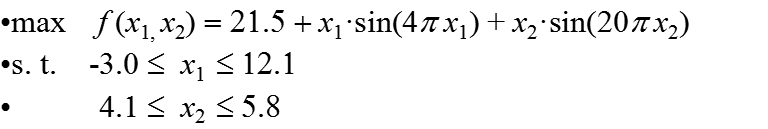 •max f(x₁, x₂) = 21.5 + x₁·sin(4πx₁) + x₂·sin(20πx₂)
•s. t. -3.0 ≤ x₁ ≤ 12.1
• 4.1 ≤ x₂ ≤ 5.8